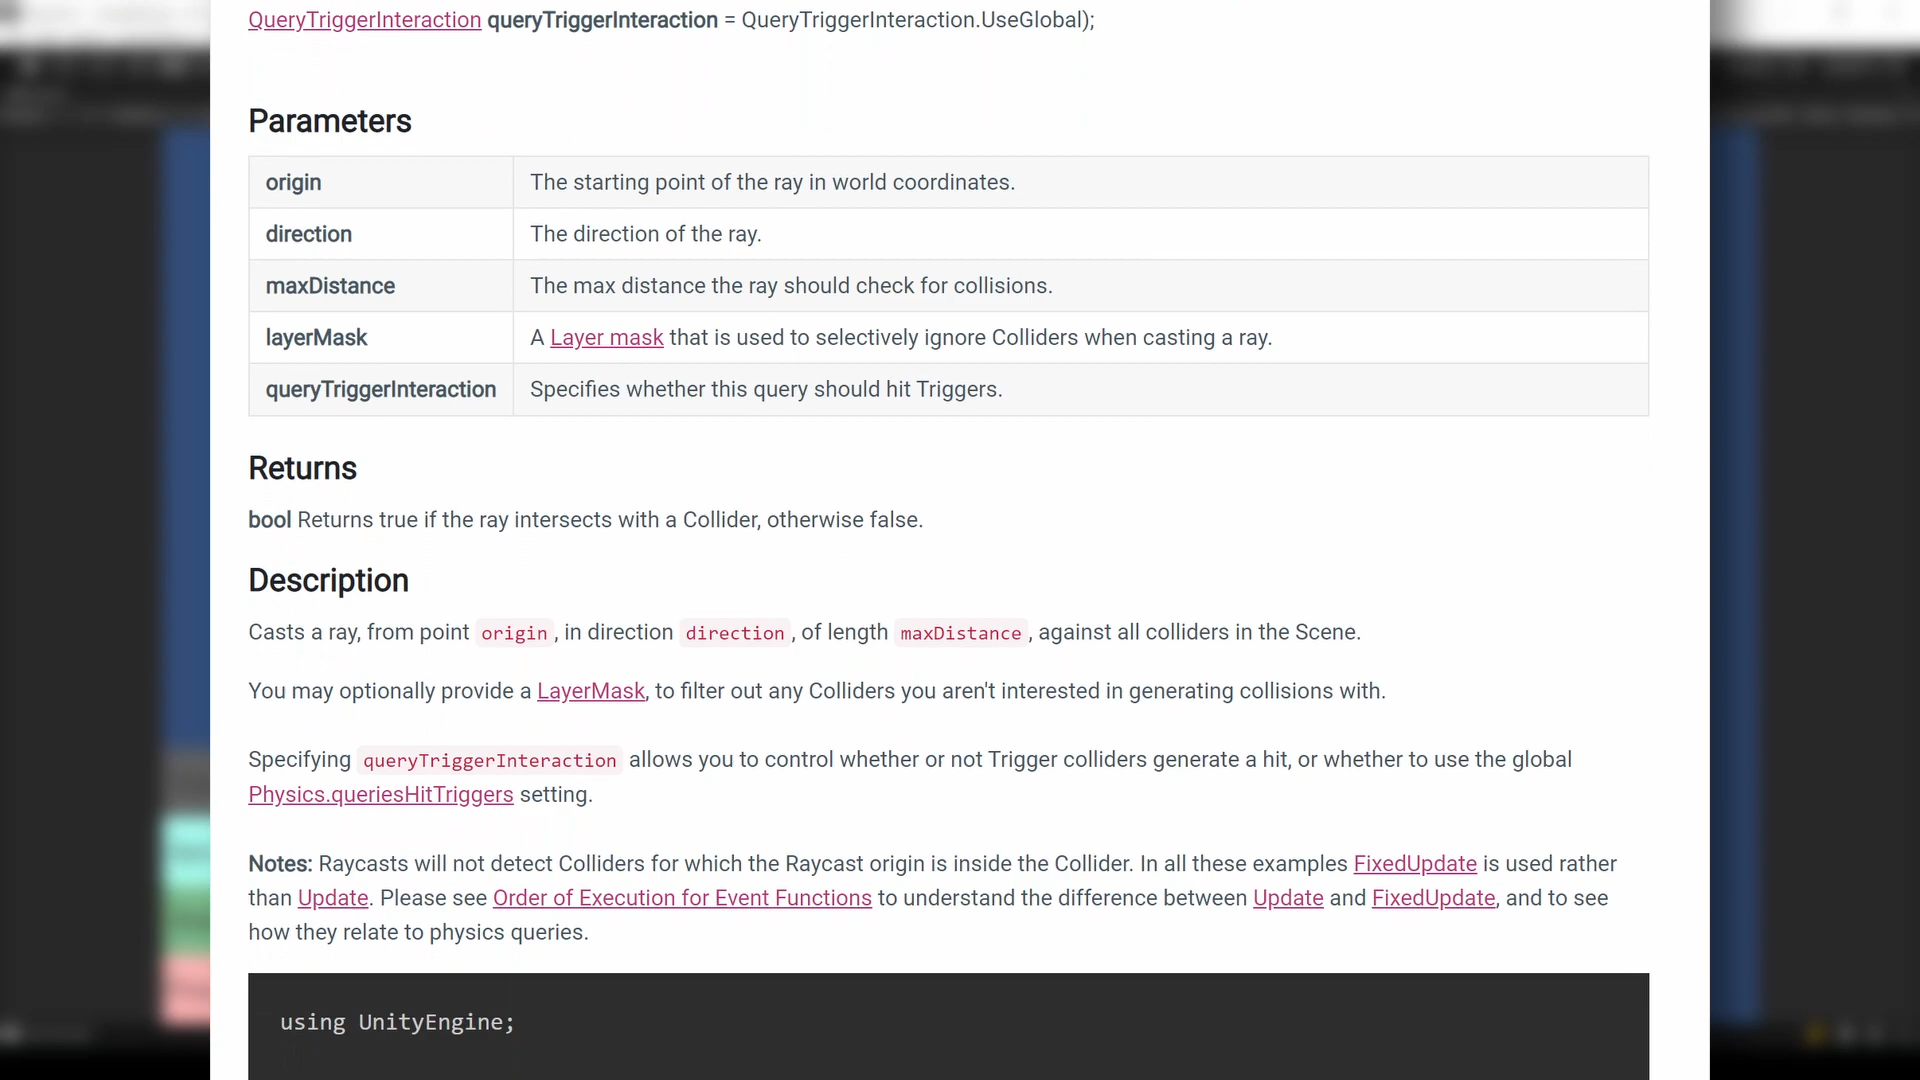 QueryTriggerInteraction queryTriggerInteraction = QueryTriggerInteraction.UseGlobal);
Parameters
origin The starting point of the ray in world coordinates.
direction The direction of the ray.
maxDistance The max distance the ray should check for collisions.
layerMask A Layer mask that is used to selectively ignore Colliders when casting a ray.
queryTriggerInteraction Specifies whether this query should hit Triggers.
Returns
bool Returns true if the ray intersects with a Collider, otherwise false.
Description
Casts a ray, from point origin, in direction direction, of length maxDistance, against all colliders in the Scene.
You may optionally provide a LayerMask, to filter out any Colliders you aren't interested in generating collisions with.
Specifying queryTriggerInteraction allows you to control whether or not Trigger colliders generate a hit, or whether to use the global
Physics.queriesHitTriggers setting.
Notes: Raycasts will not detect Colliders for which the Raycast origin is inside the Collider. In all these examples FixedUpdate is used rather
than Update. Please see Order of Execution for Event Functions to understand the difference between Update and FixedUpdate, and to see
how they relate to physics queries.
using UnityEngine;